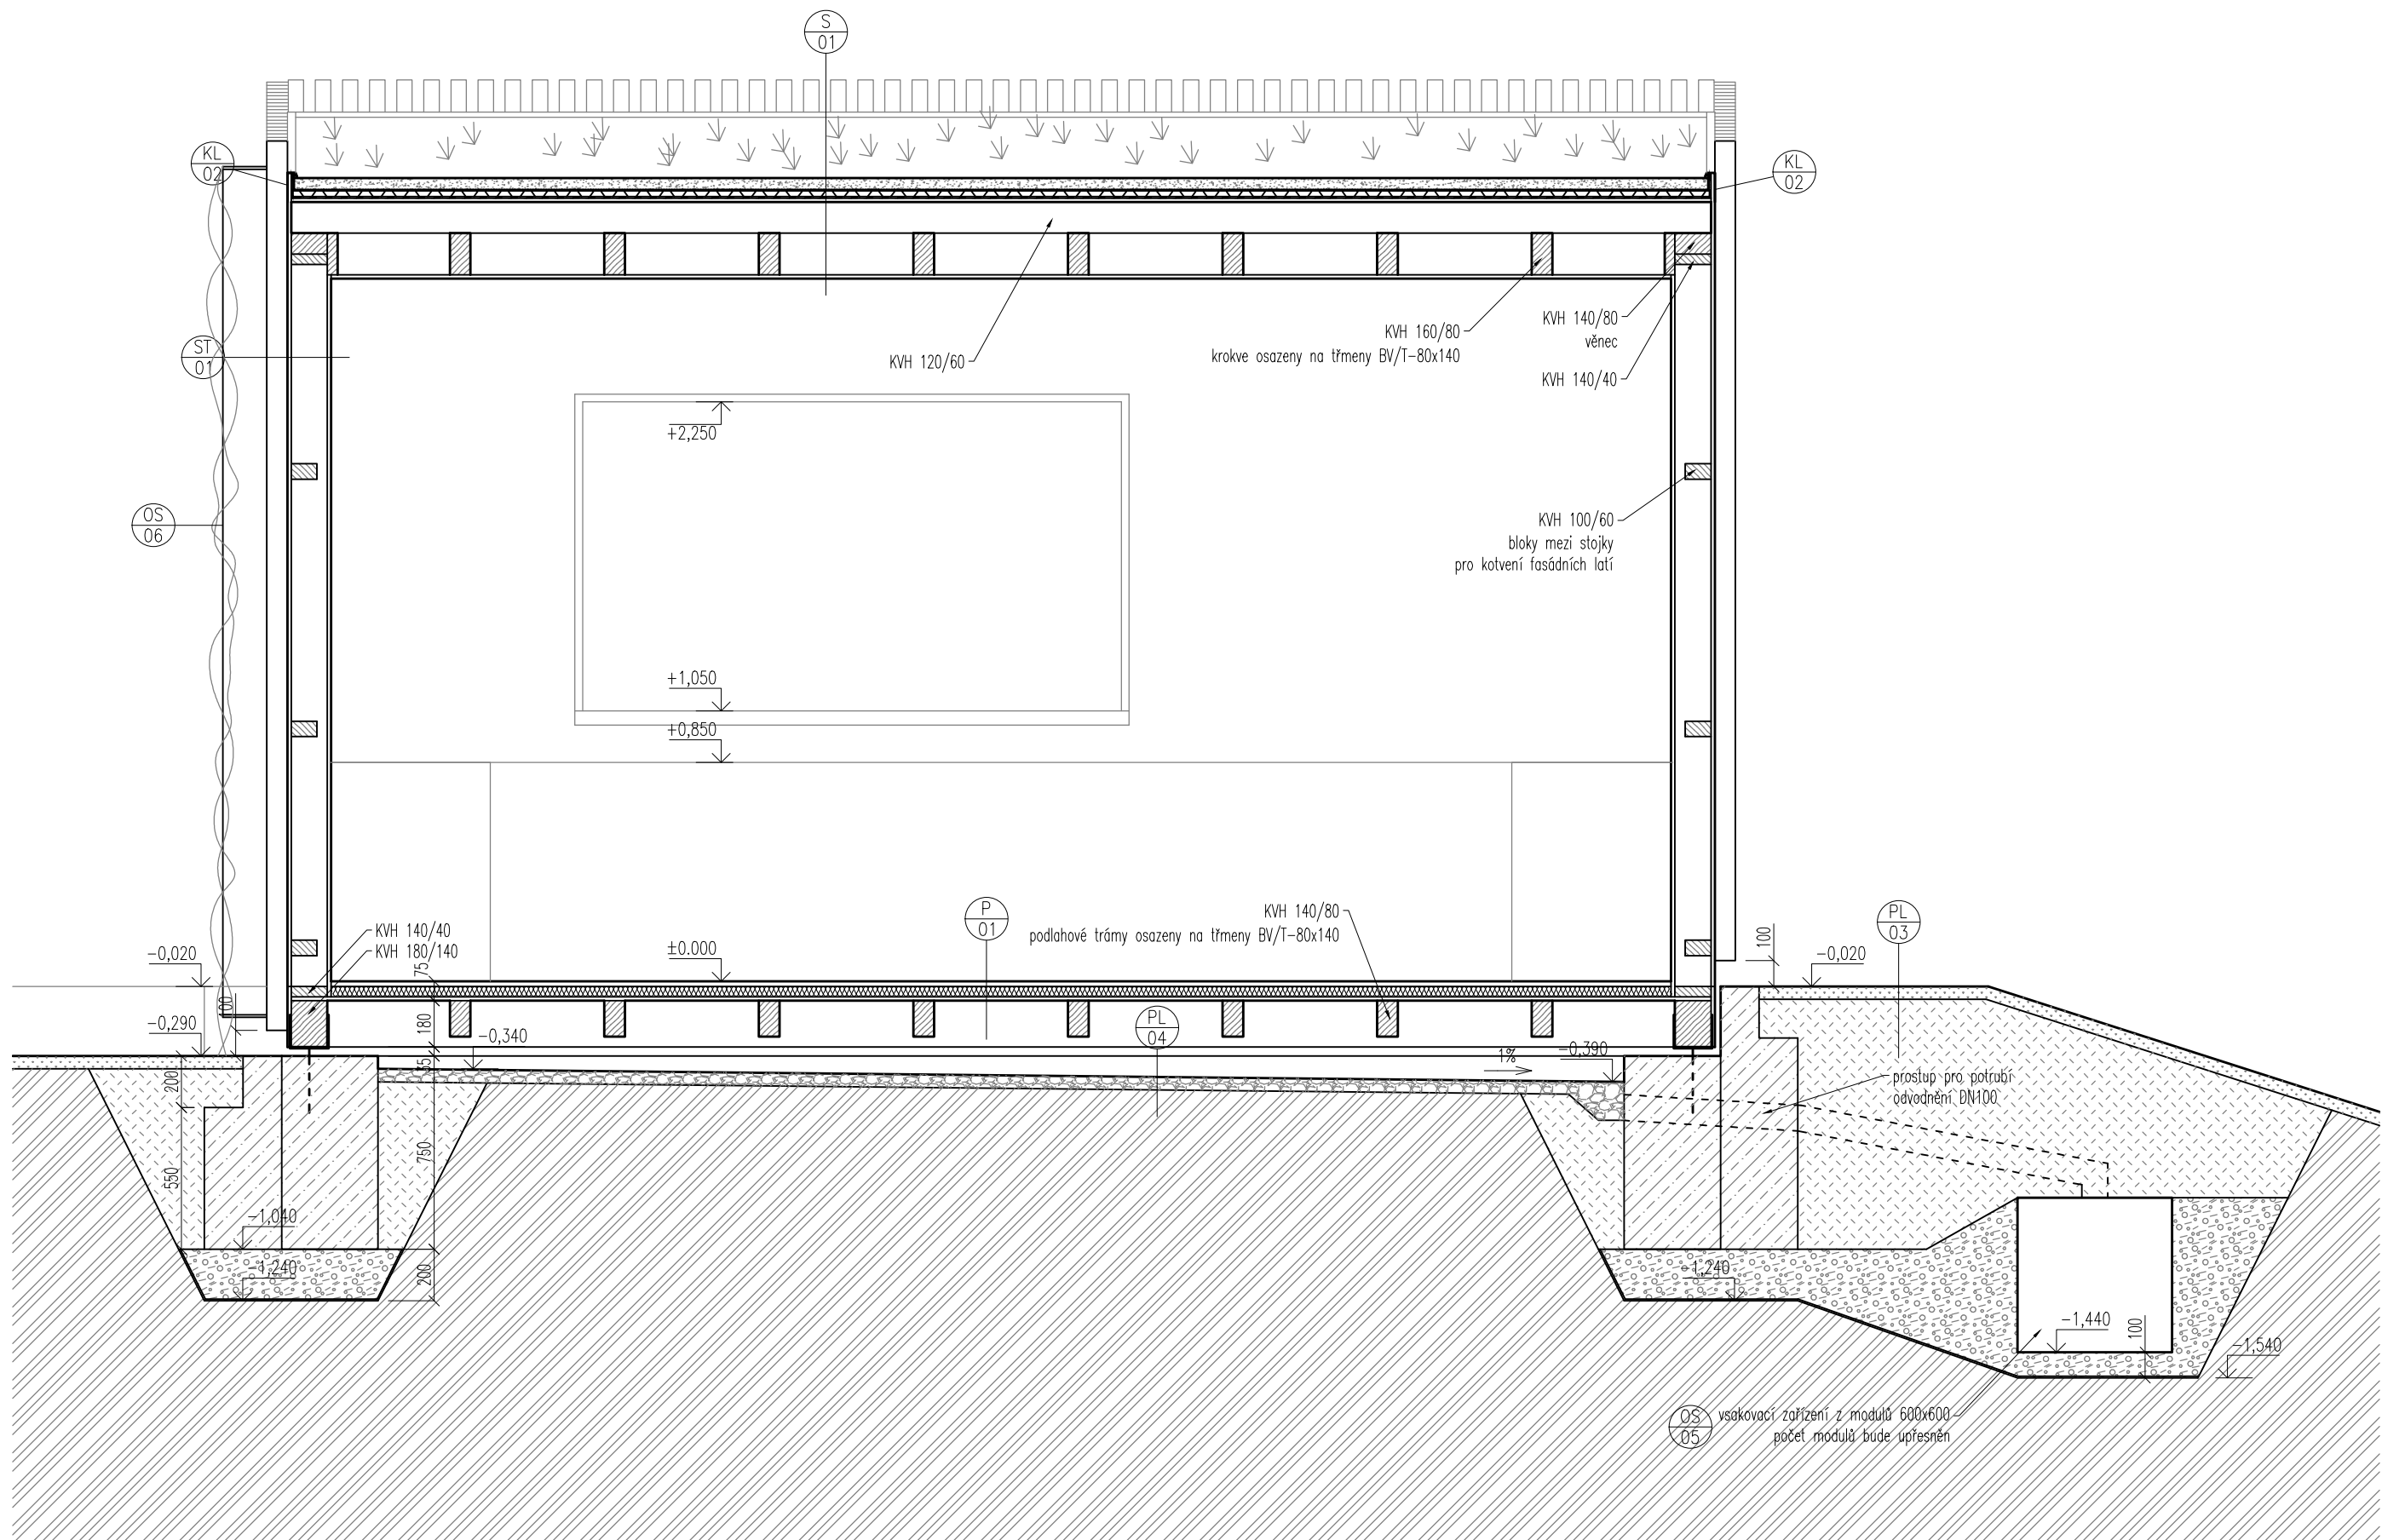 S
01
KL
02
KL
02
KVH 140/80
věnec
KVH 160/80
krokve osazeny na třmeny BV/T-80x140
ST
01
KVH 120/60
KVH 140/40
+2,250
OS
06
KVH 100/60
bloky mezi stojky
pro kotvení fasádních latí
+1,050
+0,850
P
01
KVH 140/80
podlahové trámy osazeny na třmeny BV/T-80x140
PL
03
KVH 140/40
KVH 180/140
-0,020
±0.000
75
100
-0,020
100
-0,290
180
-0,340
PL
04
1%
-0,390
35
200
prostup pro potrubí
odvodnění DN100
750
550
-1,040
-1,240
200
-1,240
-1,440
100
-1,540
OS
05
vsakovací zařízení z modulů 600x600
počet modulů bude upřesněn